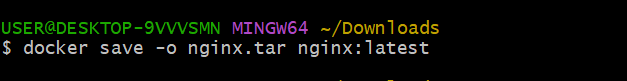 USER@DESKTOP-9VVVSMN MINGW64 ~/Downloads
$ docker save -o nginx.tar nginx:latest